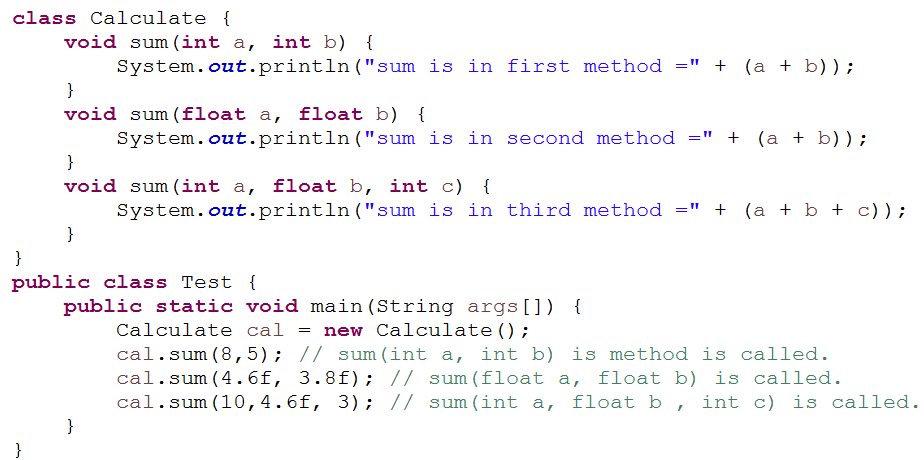 class Calculate {
    void sum(int a, int b) {
        System.out.println("sum is in first method =" + (a + b));
    }
    void sum(float a, float b) {
        System.out.println("sum is in second method =" + (a + b));
    }
    void sum(int a, float b, int c) {
        System.out.println("sum is in third method =" + (a + b + c));
    }
}
public class Test {
    public static void main(String args[]) {
        Calculate cal = new Calculate();
        cal.sum(8,5); // sum(int a, int b) is method is called.
        cal.sum(4.6f, 3.8f); // sum(float a, float b) is called.
        cal.sum(10,4.6f, 3); // sum(int a, float b , int c) is called.
    }
}